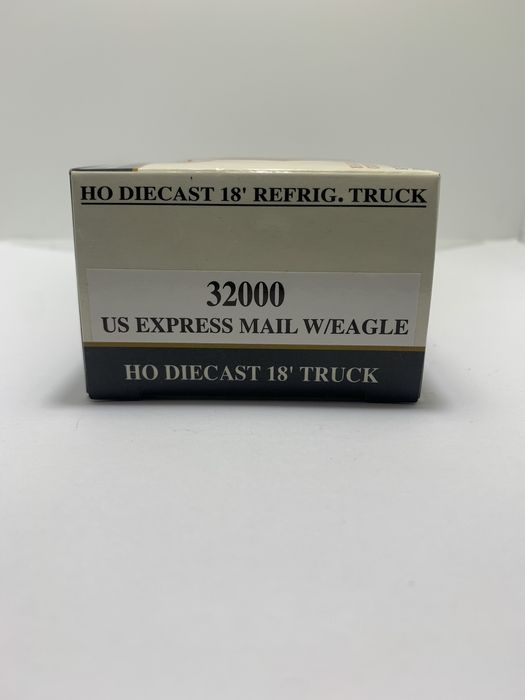 HO DIECAST 18' REFRIG. TRUCK
32000
US EXPRESS MAIL W/EAGLE
HO DIECAST 18' TRUCK